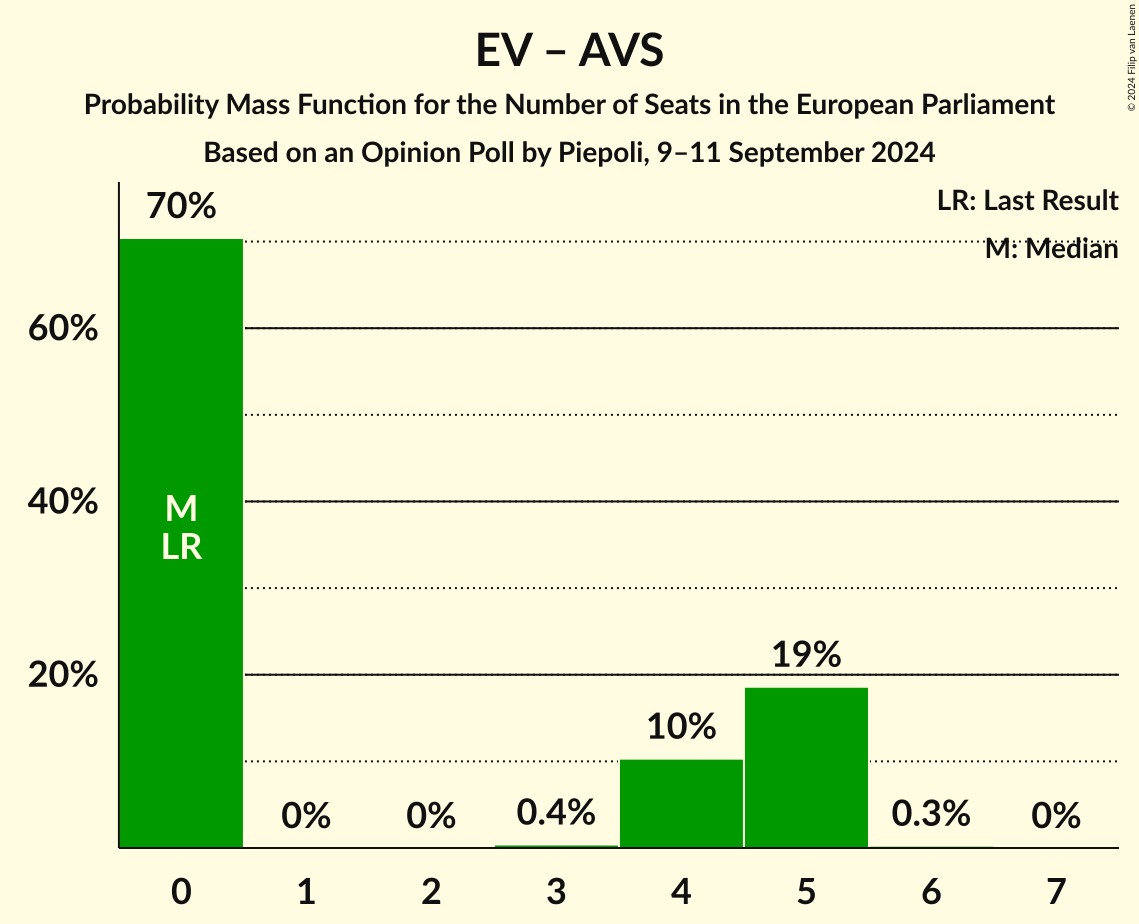 EV – AVS
Probability Mass Function for the Number of Seats in the European Parliament
Based on an Opinion Poll by Piepoli, 9–11 September 2024
© 2024 Filip van Laenen
LR: Last Result
M: Median
70%
60%
40%
20%
M
LR
0%
0%
0.4%
10%
19%
0.3%
0%
0 1 2 3 4 5 6 7